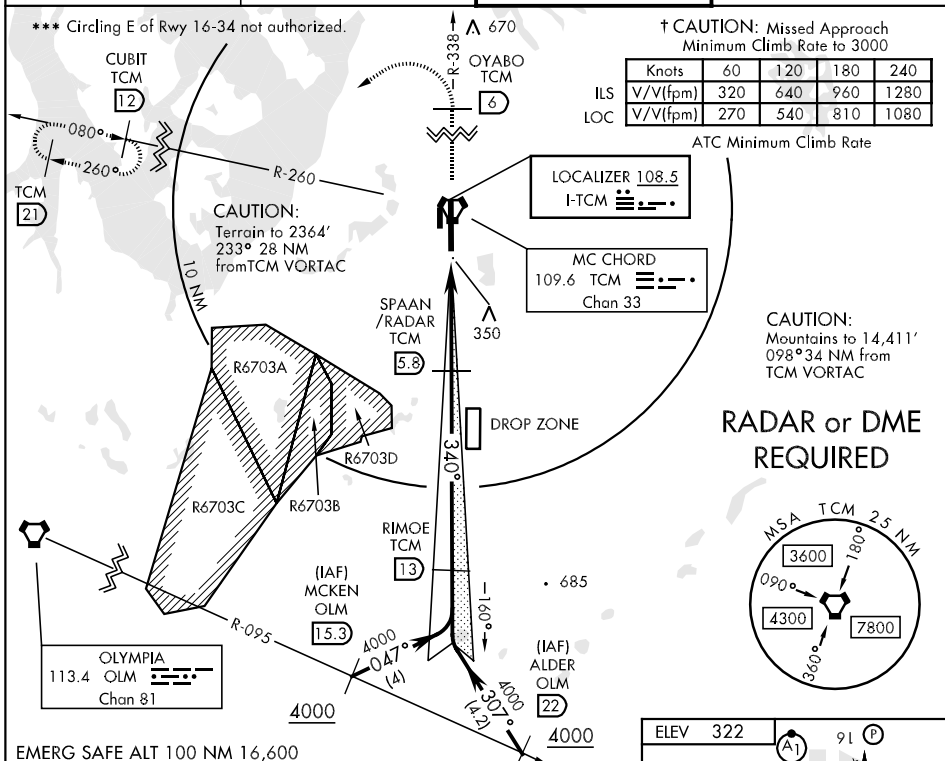 *** Circling E of Rwy 16-34 not authorized.
† CAUTION: Missed Approach
Minimum Climb Rate to 3000
Knots 60 120 180 240
ILS V/V(fpm) 320 640 960 1280
LOC V/V(fpm) 270 540 810 1080
ATC Minimum Climb Rate
670
R-338
OYABO
TCM
6
CUBIT
TCM
12
080°
260°
TCM
21
R-260
LOCALIZER 108.5
I-TCM
MC CHORD
109.6 TCM
Chan 33
CAUTION:
Terrain to 2364'
233° 28 NM
fromTCM VORTAC
10 NM
SPAAN
/RADAR
TCM
5.8
350
CAUTION:
Mountains to 14,411'
098° 34 NM from
TCM VORTAC
R6703A
DROP ZONE
RADAR or DME
REQUIRED
340°
R6703D
R6703B
R6703C
RIMOE
TCM
13
685
160°
MSA TCM 25 NM
3600
180°
090°
4300
7800
360°
(IAF)
MCKEN
OLM
15.3
R-095
4000
047°
(4)
(IAF)
ALDER
OLM
22
4000
307°
(4.2)
OLYMPIA
113.4 OLM
Chan 81
4000
4000
EMERG SAFE ALT 100 NM 16,600
ELEV 322
A1
91
P